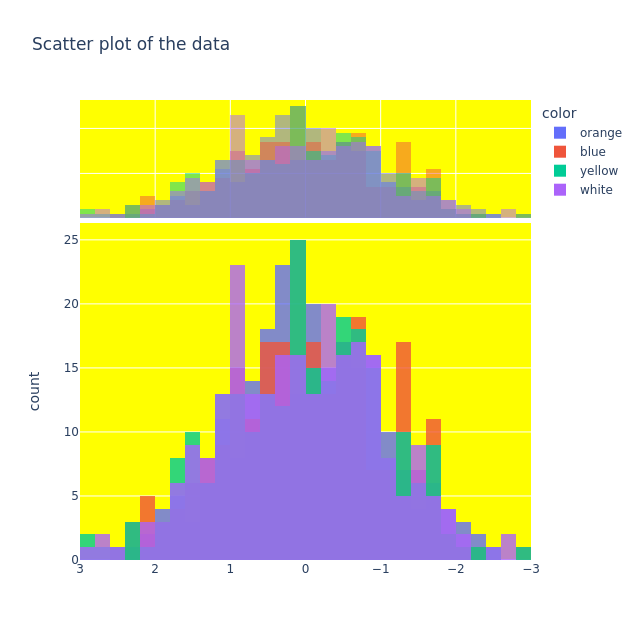 Scatter plot of the data
color
orange
blue
yellow
white
25
20
15
10
5
0
count
3
2
1
0
−1
−2
−3